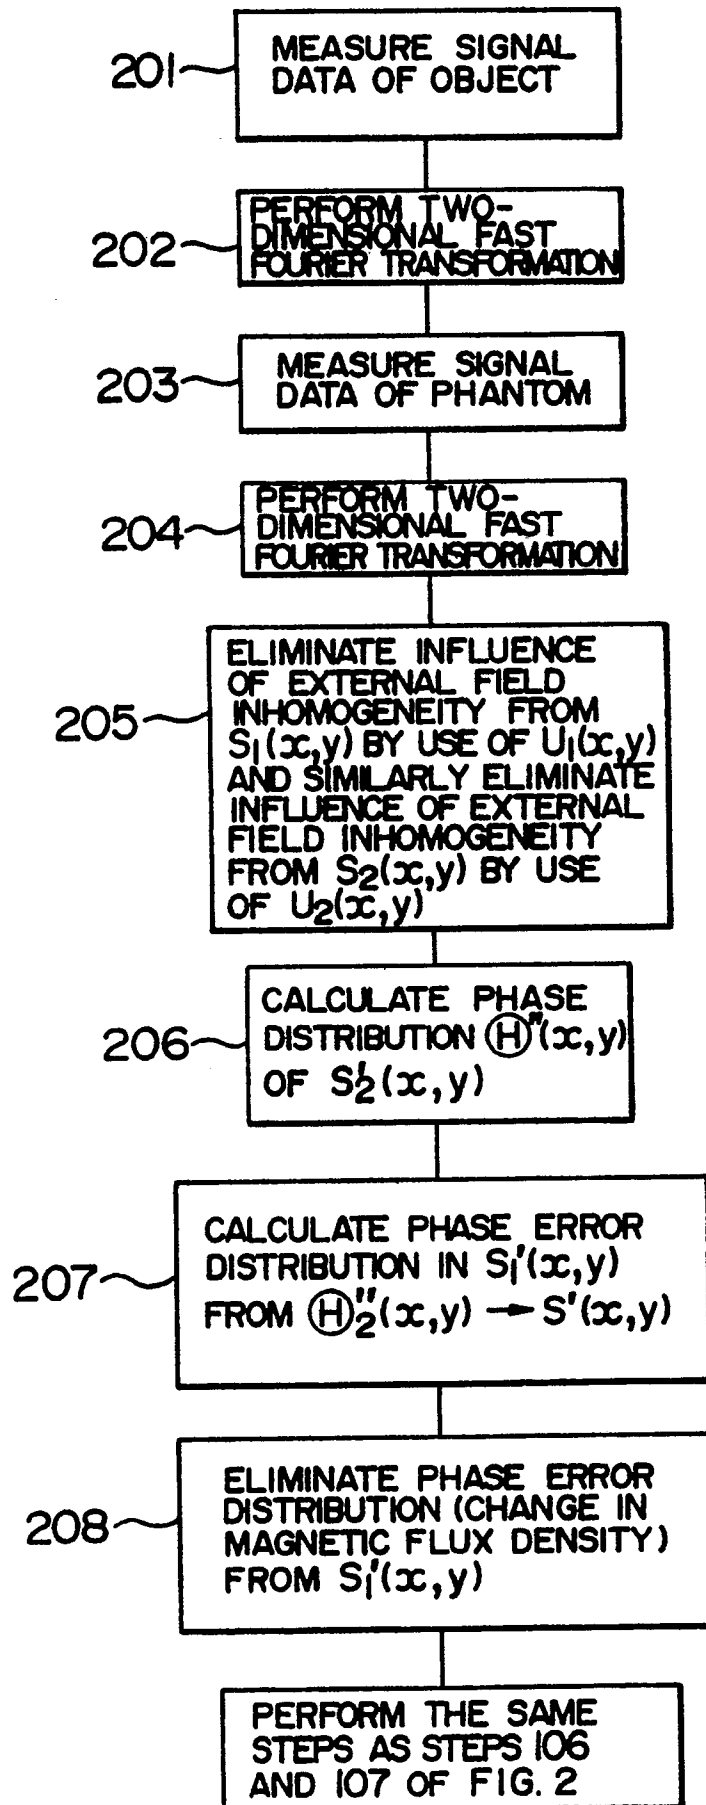 201
MEASURE SIGNAL
DATA OF OBJECT
202
PERFORM TWO-
DIMENSIONAL FAST
FOURIER TRANSFORMATION
203
MEASURE SIGNAL
DATA OF PHANTOM
204
PERFORM TWO-
DIMENSIONAL FAST
FOURIER TRANSFORMATION
205
ELIMINATE INFLUENCE
OF EXTERNAL FIELD
INHOMOGENEITY FROM
S₁(x,y) BY USE OF U₁(x,y)
AND SIMILARLY ELIMINATE
INFLUENCE OF EXTERNAL
FIELD INHOMOGENEITY
FROM S₂(x,y) BY USE
OF U₂(x,y)
206
CALCULATE PHASE
DISTRIBUTION Ⓗ"(x,y)
OF S₂'(x,y)
207
CALCULATE PHASE ERROR
DISTRIBUTION IN S₁'(x,y)
FROM Ⓗ₂"(x,y) → S'(x,y)
208
ELIMINATE PHASE ERROR
DISTRIBUTION (CHANGE IN
MAGNETIC FLUX DENSITY)
FROM S₁'(x,y)
PERFORM THE SAME
STEPS AS STEPS 106
AND 107 OF FIG. 2